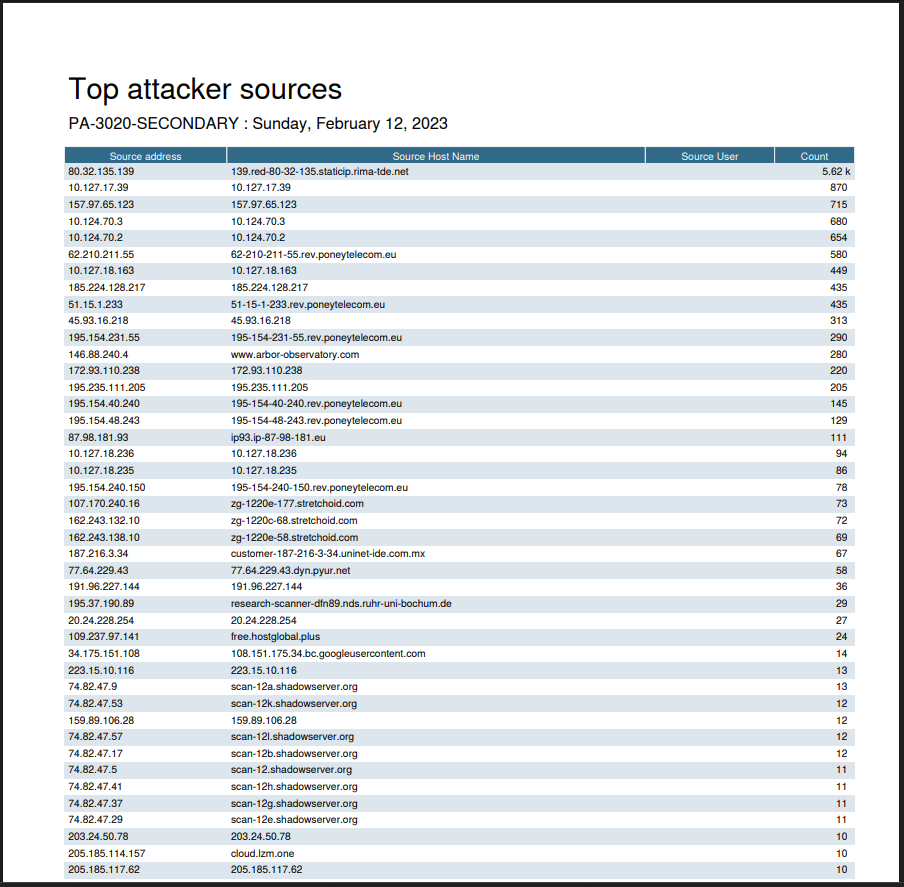 Top attacker sources
PA-3020-SECONDARY : Sunday, February 12, 2023
Source address Source Host Name Source User Count
80.32.135.139 139.red-80-32-135.staticip.rima-tde.net 5.62 k
10.127.17.39 10.127.17.39 870
157.97.65.123 157.97.65.123 715
10.124.70.3 10.124.70.3 680
10.124.70.2 10.124.70.2 654
62.210.211.55 62-210-211-55.rev.poneytelecom.eu 580
10.127.18.163 10.127.18.163 449
185.224.128.217 185.224.128.217 435
51.15.1.233 51-15-1-233.rev.poneytelecom.eu 435
45.93.16.218 45.93.16.218 313
195.154.231.55 195-154-231-55.rev.poneytelecom.eu 290
146.88.240.4 www.arbor-observatory.com 280
172.93.110.238 172.93.110.238 220
195.235.111.205 195.235.111.205 205
195.154.40.240 195-154-40-240.rev.poneytelecom.eu 145
195.154.48.243 195-154-48-243.rev.poneytelecom.eu 129
87.98.181.93 ip93.ip-87-98-181.eu 111
10.127.18.236 10.127.18.236 94
10.127.18.235 10.127.18.235 86
195.154.240.150 195-154-240-150.rev.poneytelecom.eu 78
107.170.240.16 zg-1220e-177.stretchoid.com 73
162.243.132.10 zg-1220c-68.stretchoid.com 72
162.243.138.10 zg-1220e-58.stretchoid.com 69
187.216.3.34 customer-187-216-3-34.uninet-ide.com.mx 67
77.64.229.43 77.64.229.43.dyn.pyur.net 58
191.96.227.144 191.96.227.144 36
195.37.190.89 research-scanner-dfn89.nds.ruhr-uni-bochum.de 29
20.24.228.254 20.24.228.254 27
109.237.97.141 free.hostglobal.plus 24
34.175.151.108 108.151.175.34.bc.googleusercontent.com 14
223.15.10.116 223.15.10.116 13
74.82.47.9 scan-12a.shadowserver.org 13
74.82.47.53 scan-12k.shadowserver.org 12
159.89.106.28 159.89.106.28 12
74.82.47.57 scan-12l.shadowserver.org 12
74.82.47.17 scan-12b.shadowserver.org 12
74.82.47.5 scan-12.shadowserver.org 11
74.82.47.41 scan-12h.shadowserver.org 11
74.82.47.37 scan-12g.shadowserver.org 11
74.82.47.29 scan-12e.shadowserver.org 11
203.24.50.78 203.24.50.78 10
205.185.114.157 cloud.lzm.one 10
205.185.117.62 205.185.117.62 10